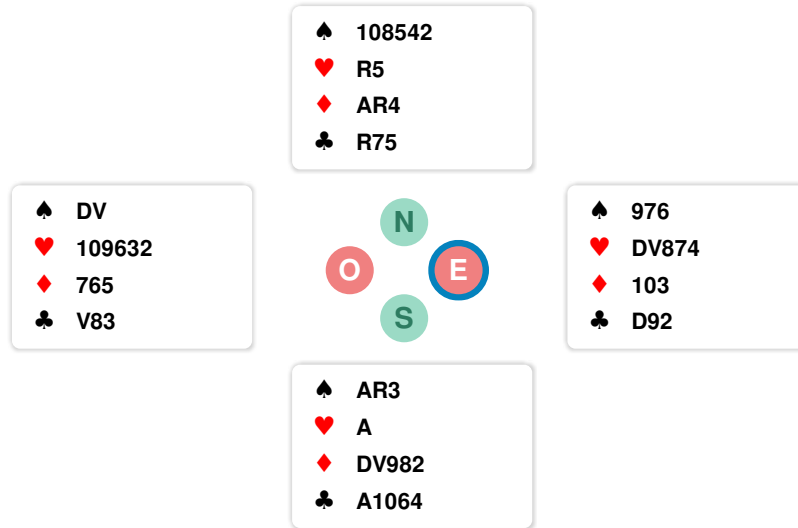 ♠ 108542
♥ R5
♦ AR4
♣ R75
♠ DV
♥ 109632
♦ 765
♣ V83
N
O E
S
♠ 976
♥ DV874
♦ 103
♣ D92
♠ AR3
♥ A
♦ DV982
♣ A1064